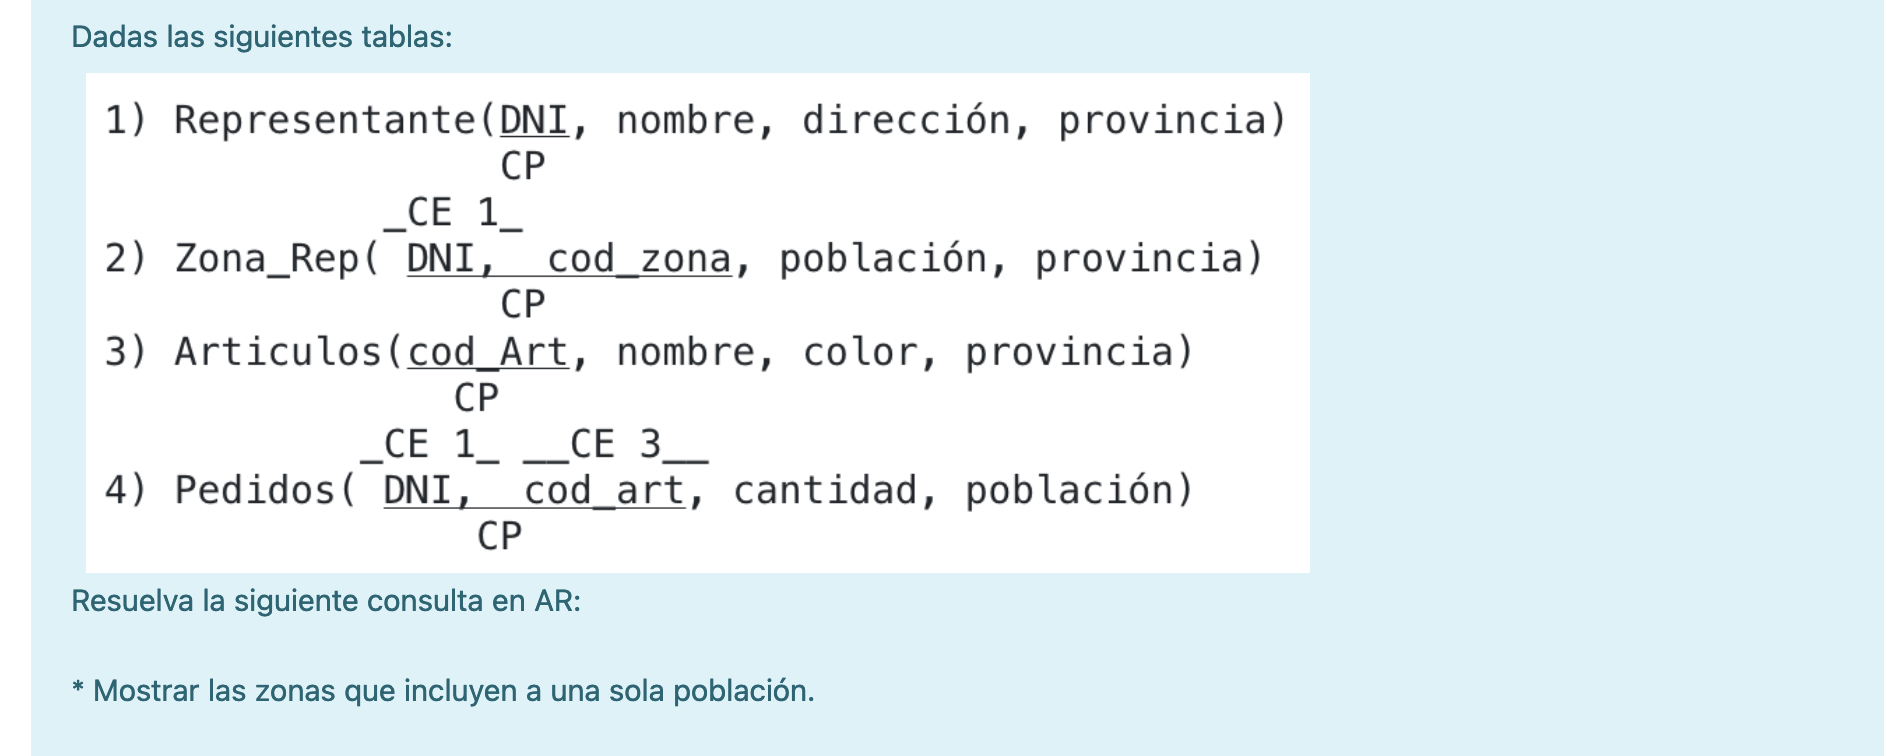 Dadas las siguientes tablas:
1) Representante(DNI, nombre, dirección, provincia)
CP
_CE 1_
2) Zona_Rep( DNI, cod_zona, población, provincia)
CP
3) Articulos(cod_Art, nombre, color, provincia)
CP
_CE 1_ __CE 3__
4) Pedidos( DNI, cod_art, cantidad, población)
CP
Resuelva la siguiente consulta en AR:
* Mostrar las zonas que incluyen a una sola población.